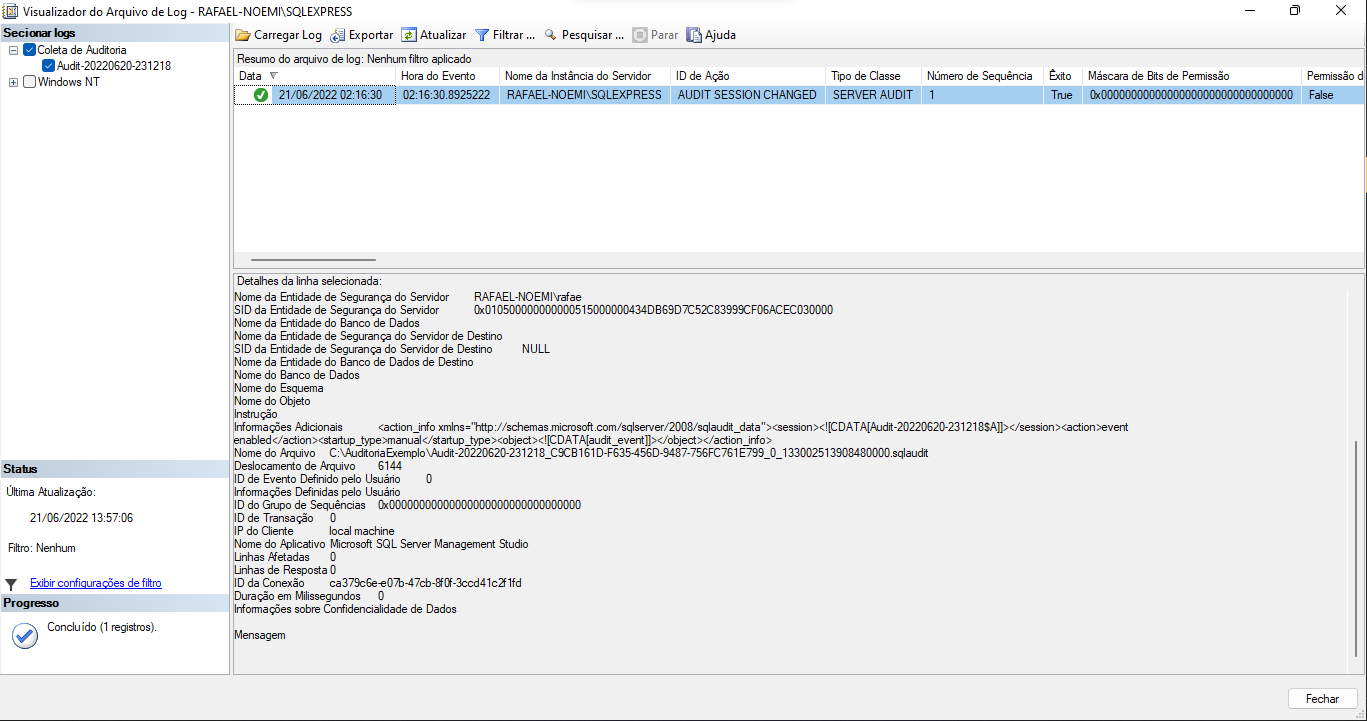 Visualizador do Arquivo de Log - RAFAEL-NOEMI\SQLEXPRESS
Secionar logs
Coleta de Auditoria
Audit-20220620-231218
Windows NT
Carregar Log Exportar Atualizar Filtrar ... Pesquisar ... Parar Ajuda
Resumo do arquivo de log: Nenhum filtro aplicado
Data Hora do Evento Nome da Instância do Servidor ID de Ação Tipo de Classe Número de Sequência Êxito Máscara de Bits de Permissão Permissão d
21/06/2022 02:16:30 02:16:30.8925222 RAFAEL-NOEMI\SQLEXPRESS AUDIT SESSION CHANGED SERVER AUDIT 1 True 0x00000000000000000000000000000000 False
Detalhes da linha selecionada:
Nome da Entidade de Segurança do Servidor RAFAEL-NOEMI\rafae
SID da Entidade de Segurança do Servidor 0x010500000000000515000000434DB69D7C52C83999CF06ACEC030000
Nome da Entidade do Banco de Dados
Nome da Entidade de Segurança do Servidor de Destino
SID da Entidade de Segurança do Servidor de Destino NULL
Nome da Entidade do Banco de Dados de Destino
Nome do Banco de Dados
Nome do Esquema
Nome do Objeto
Instrução
Informações Adicionais <action_info xmlns="http://schemas.microsoft.com/sqlserver/2008/sqlaudit_data"><session><![CDATA[Audit-20220620-231218$A]]></session><action>event
enabled</action><startup_type>manual</startup_type><object><![CDATA[audit_event]]></object></action_info>
Nome do Arquivo C:\AuditoriaExemplo\Audit-20220620-231218_C9CB161D-F635-456D-9487-756FC761E799_0_133002513908480000.sqlaudit
Deslocamento de Arquivo 6144
ID de Evento Definido pelo Usuário 0
Informações Definidas pelo Usuário
ID do Grupo de Sequências 0x00000000000000000000000000000000
ID de Transação 0
IP do Cliente local machine
Nome do Aplicativo Microsoft SQL Server Management Studio
Linhas Afetadas 0
Linhas de Resposta 0
ID da Conexão ca379c6e-e07b-47cb-8f0f-3ccd41c2f1fd
Duração em Milissegundos 0
Informações sobre Confidencialidade de Dados
Mensagem
Status
Última Atualização:
21/06/2022 13:57:06
Filtro: Nenhum
Exibir configurações de filtro
Progresso
Concluído (1 registros).
Fechar